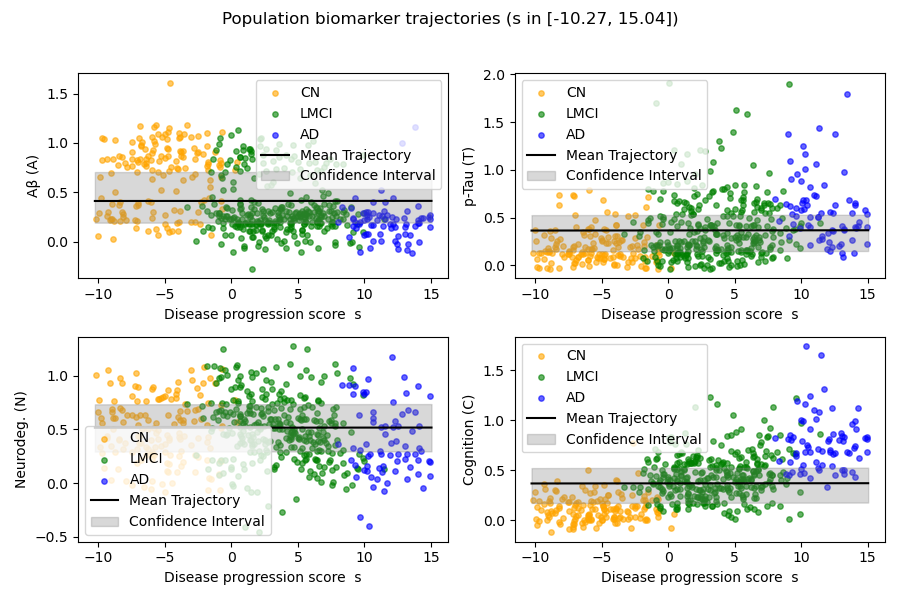 Population biomarker trajectories (s in [-10.27, 15.04])
Aβ (A)
1.5
1.0
0.5
0.0
CN
LMCI
AD
Mean Trajectory
Confidence Interval
−10 −5 0 5 10 15
Disease progression score s
p-Tau (T)
2.0
1.5
1.0
0.5
0.0
CN
LMCI
AD
Mean Trajectory
Confidence Interval
−10 −5 0 5 10 15
Disease progression score s
Neurodeg. (N)
1.0
0.5
0.0
−0.5
CN
LMCI
AD
Mean Trajectory
Confidence Interval
−10 −5 0 5 10 15
Disease progression score s
Cognition (C)
1.5
1.0
0.5
0.0
CN
LMCI
AD
Mean Trajectory
Confidence Interval
−10 −5 0 5 10 15
Disease progression score s